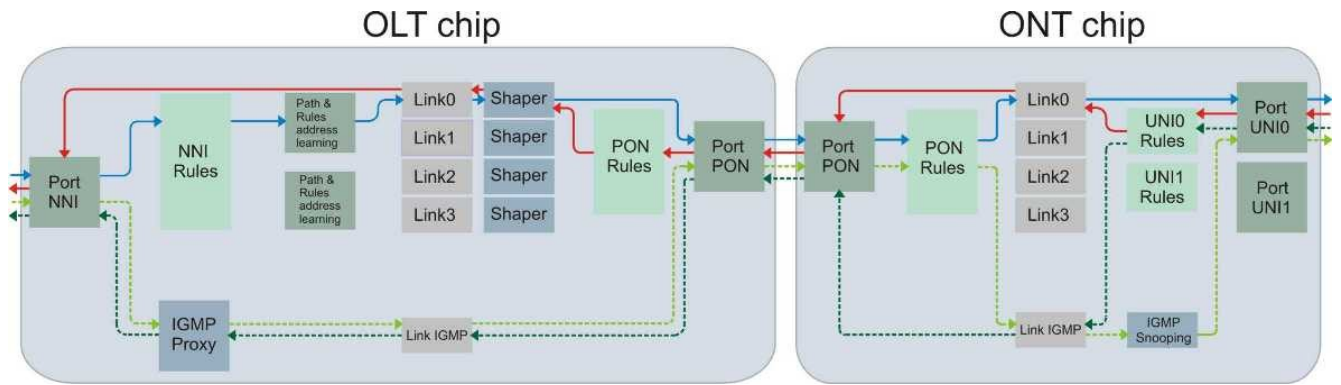 OLT chip
ONT chip
Port
NNI
NNI
Rules
Path &
Rules
address
learning
Path &
Rules
address
learning
Link0
Link1
Link2
Link3
Shaper
Shaper
Shaper
Shaper
PON
Rules
Port
PON
IGMP
Proxy
Link IGMP
Port
PON
PON
Rules
Link0
Link1
Link2
Link3
UNI0
Rules
UNI1
Rules
Port
UNI0
Port
UNI1
Link IGMP
IGMP
Snooping